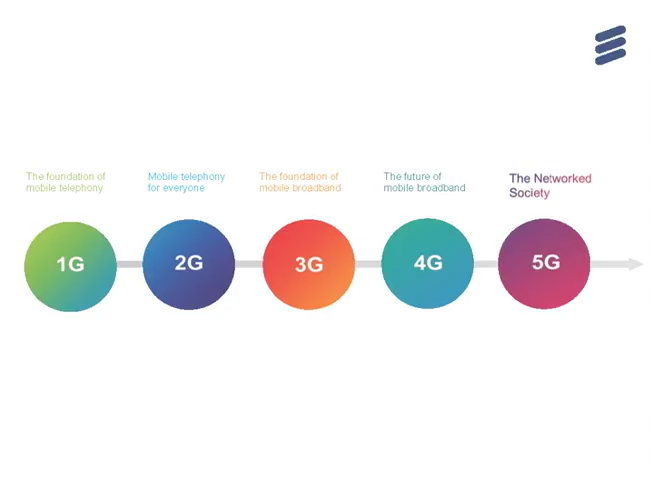 The foundation of
mobile telephony
Mobile telephony
for everyone
The foundation of
mobile broadband
The future of
mobile broadband
The Networked
Society
1G
2G
3G
4G
5G